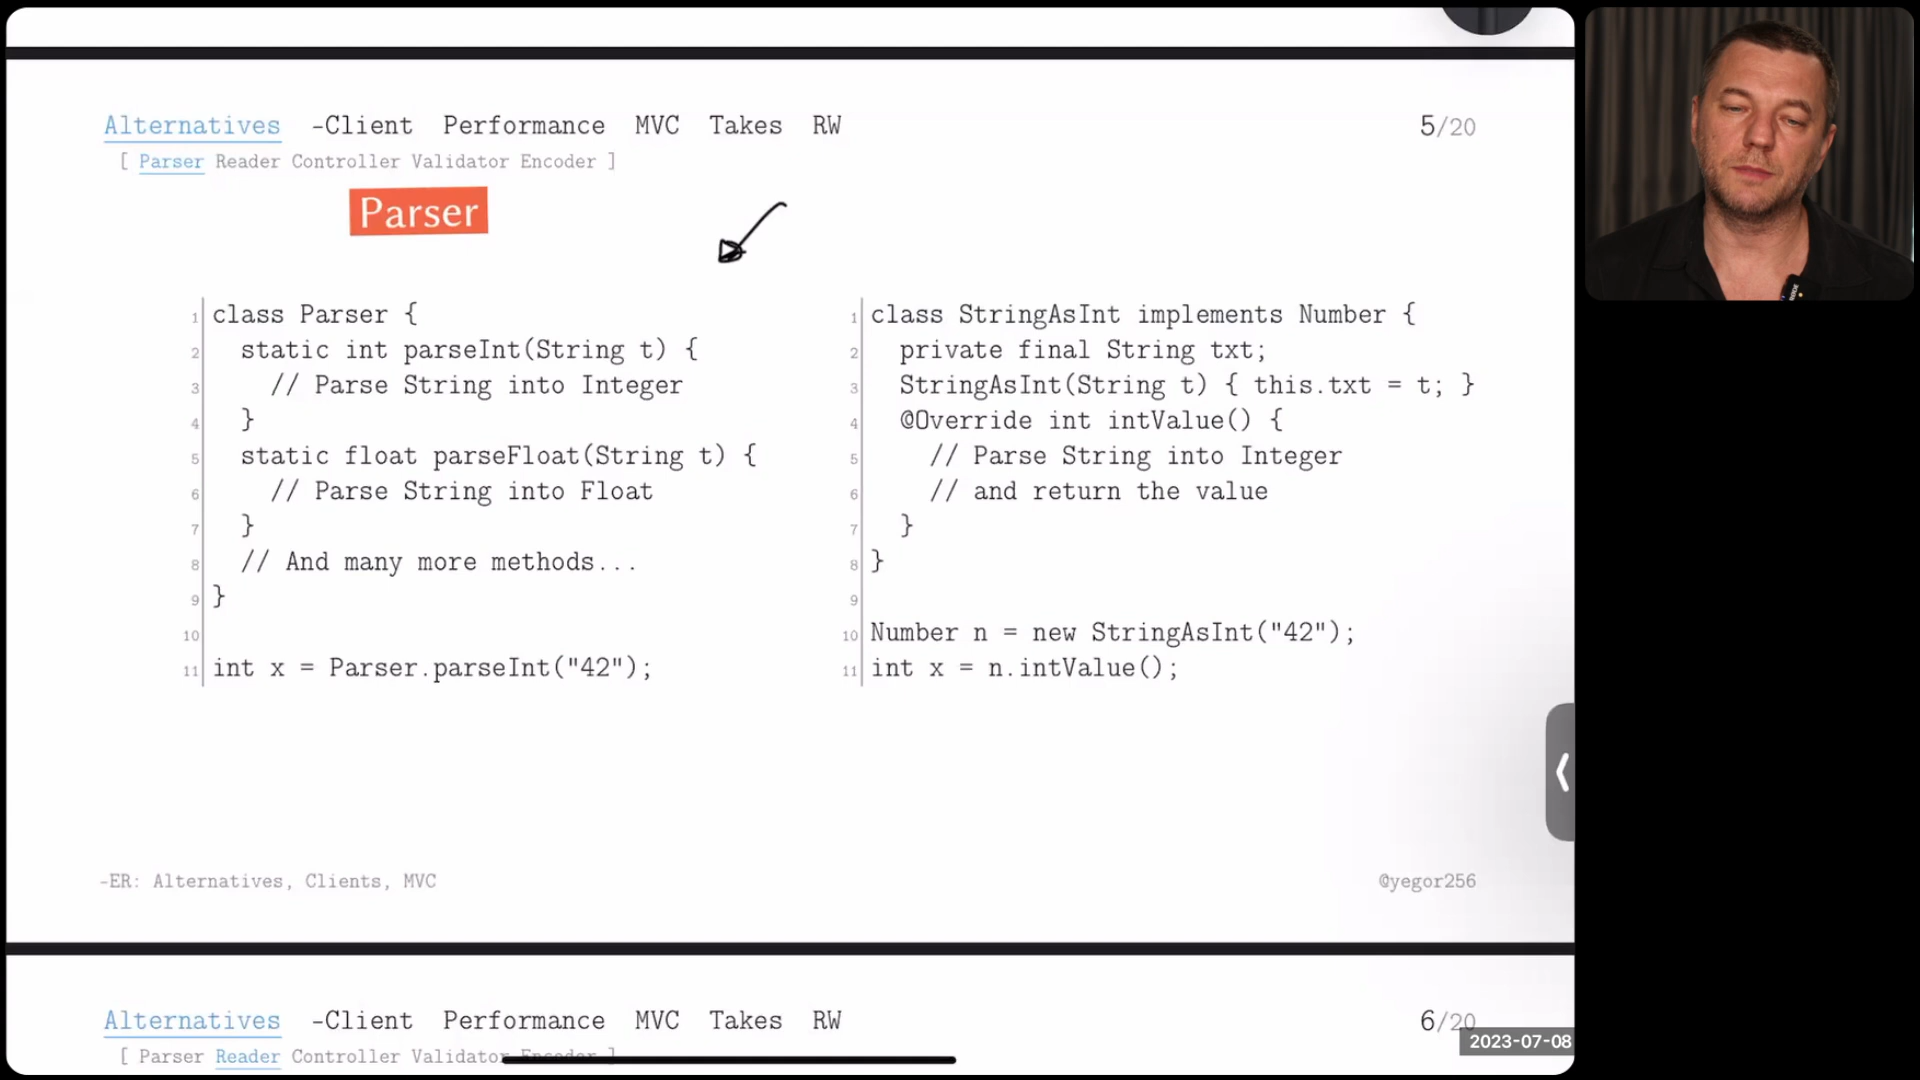 Alternatives -Client Performance MVC Takes RW
5/20
[ Parser Reader Controller Validator Encoder ]
Parser
1 class Parser {
2 static int parseInt(String t) {
3 // Parse String into Integer
4 }
5 static float parseFloat(String t) {
6 // Parse String into Float
7 }
8 // And many more methods...
9 }
10
11 int x = Parser.parseInt("42");
1 class StringAsInt implements Number {
2 private final String txt;
3 StringAsInt(String t) { this.txt = t; }
4 @Override int intValue() {
5 // Parse String into Integer
6 // and return the value
7 }
8 }
9
10 Number n = new StringAsInt("42");
11 int x = n.intValue();
-ER: Alternatives, Clients, MVC
@yegor256
Alternatives -Client Performance MVC Takes RW
6/20
[ Parser Reader Controller Validator Encoder ]
2023-07-08